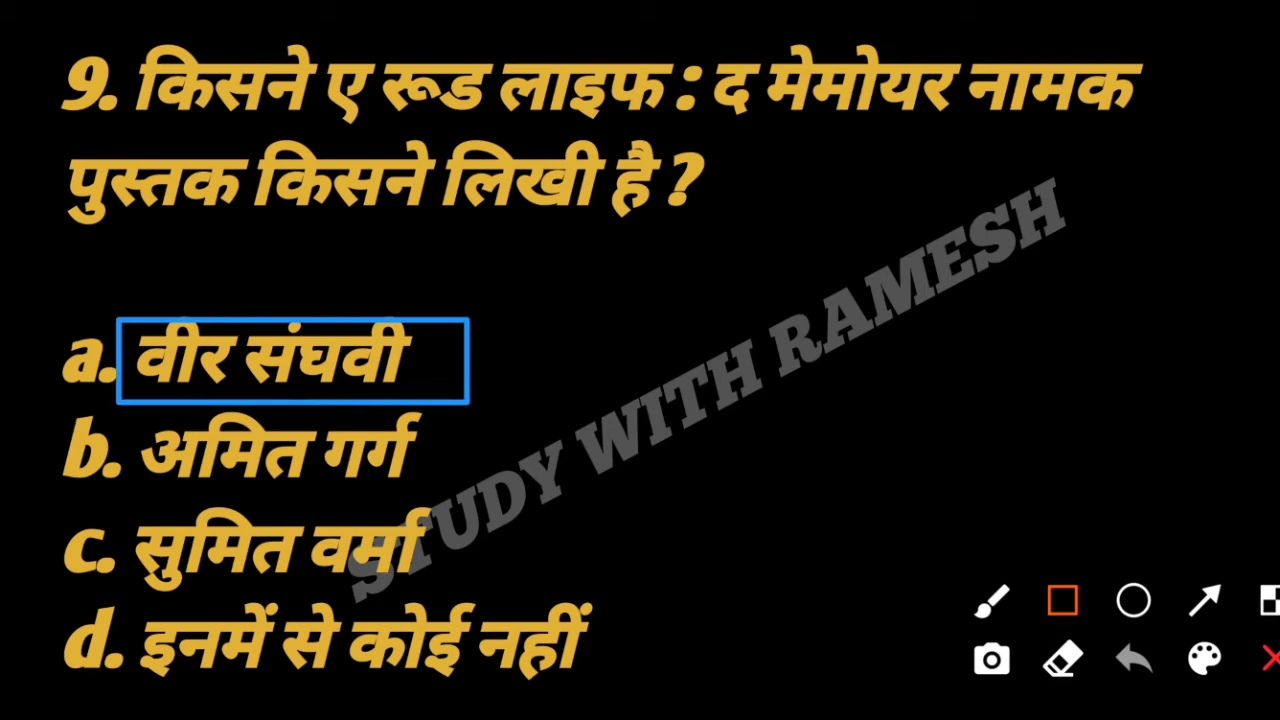 9. किसने ए रूड लाइफ : द मेमोयर नामक
पुस्तक किसने लिखी है ?
a. वीर संघवी
b. अमित गर्ग
c. सुमित वर्मा
d. इनमें से कोई नहीं
STUDY WITH RAMESH